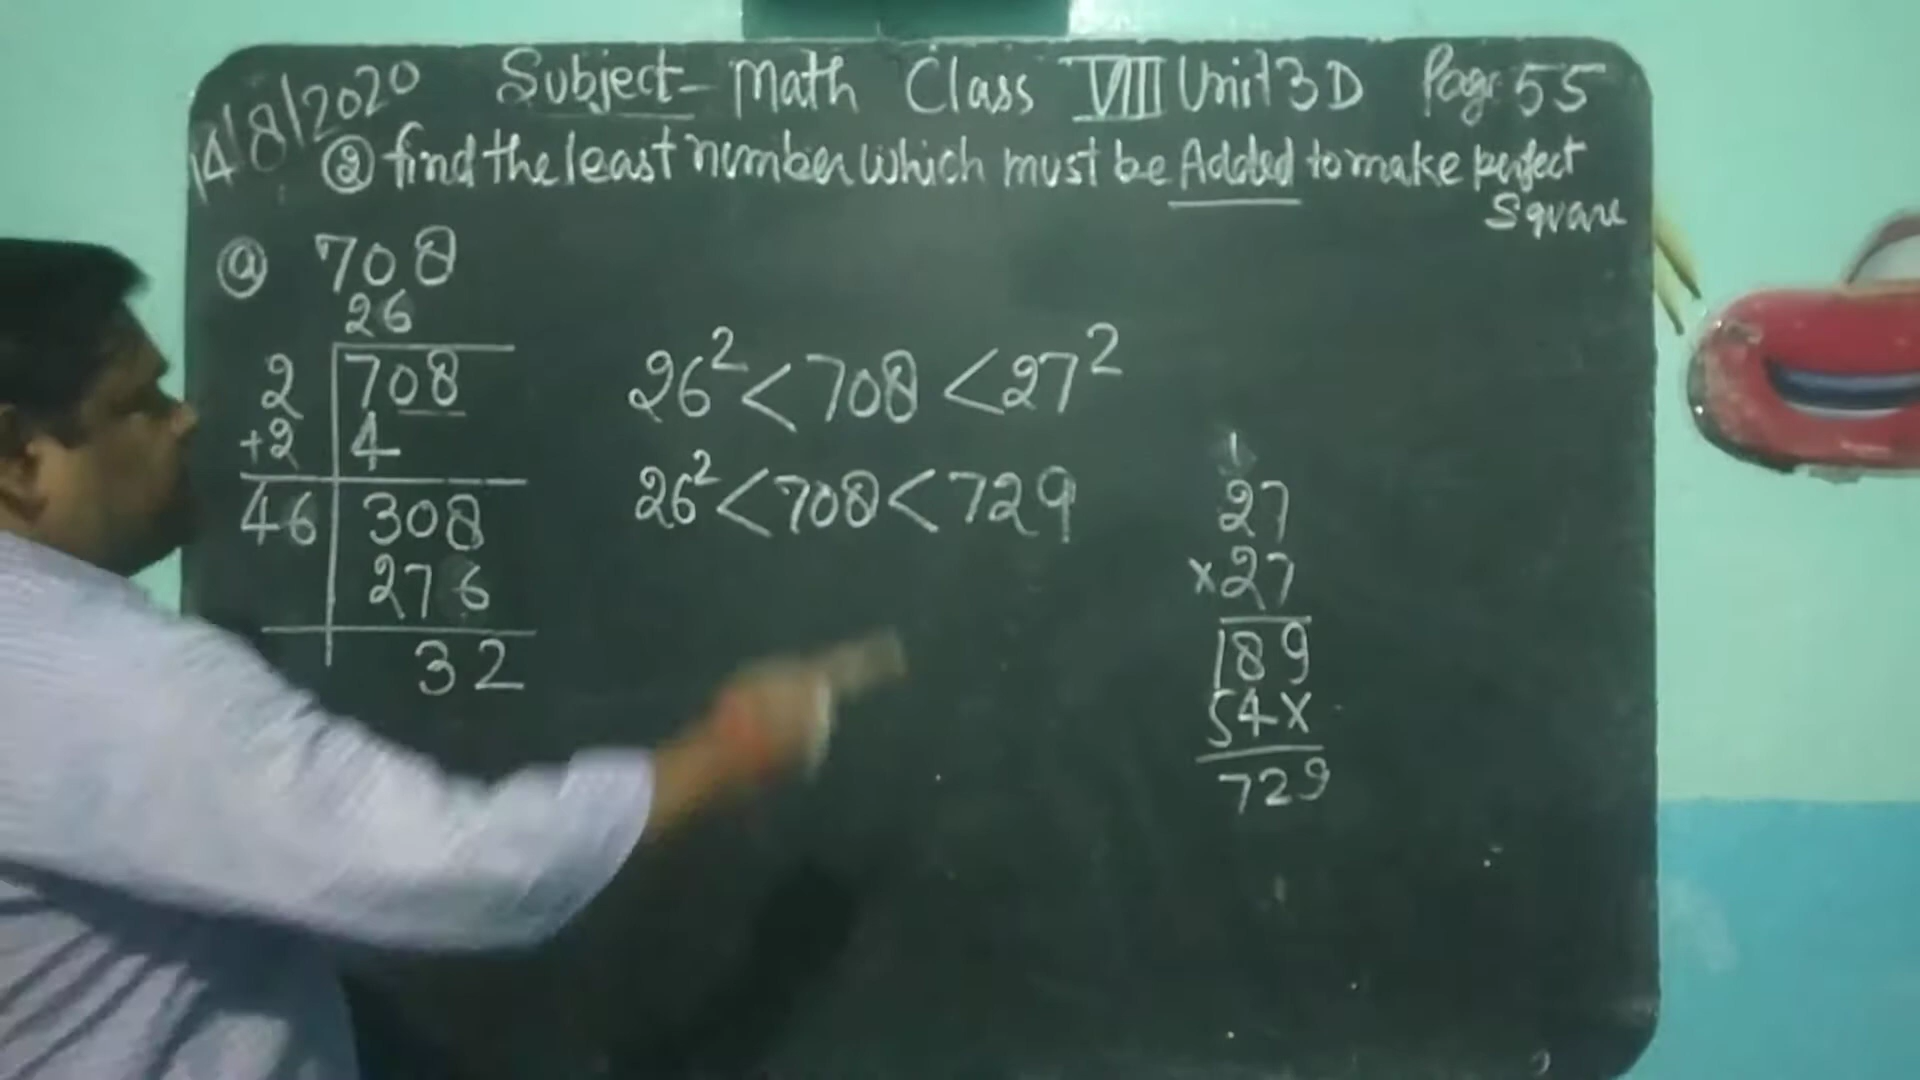 14/8/2020 Subject - Math Class VIII Unit 3D Page 55
② find the least number which must be Added to make perfect
Square
ⓐ 708
26
2 708
+2 4
46 308
276
32
26² < 708 < 27²
26² < 708 < 729
1
27
×27
189
54×
729